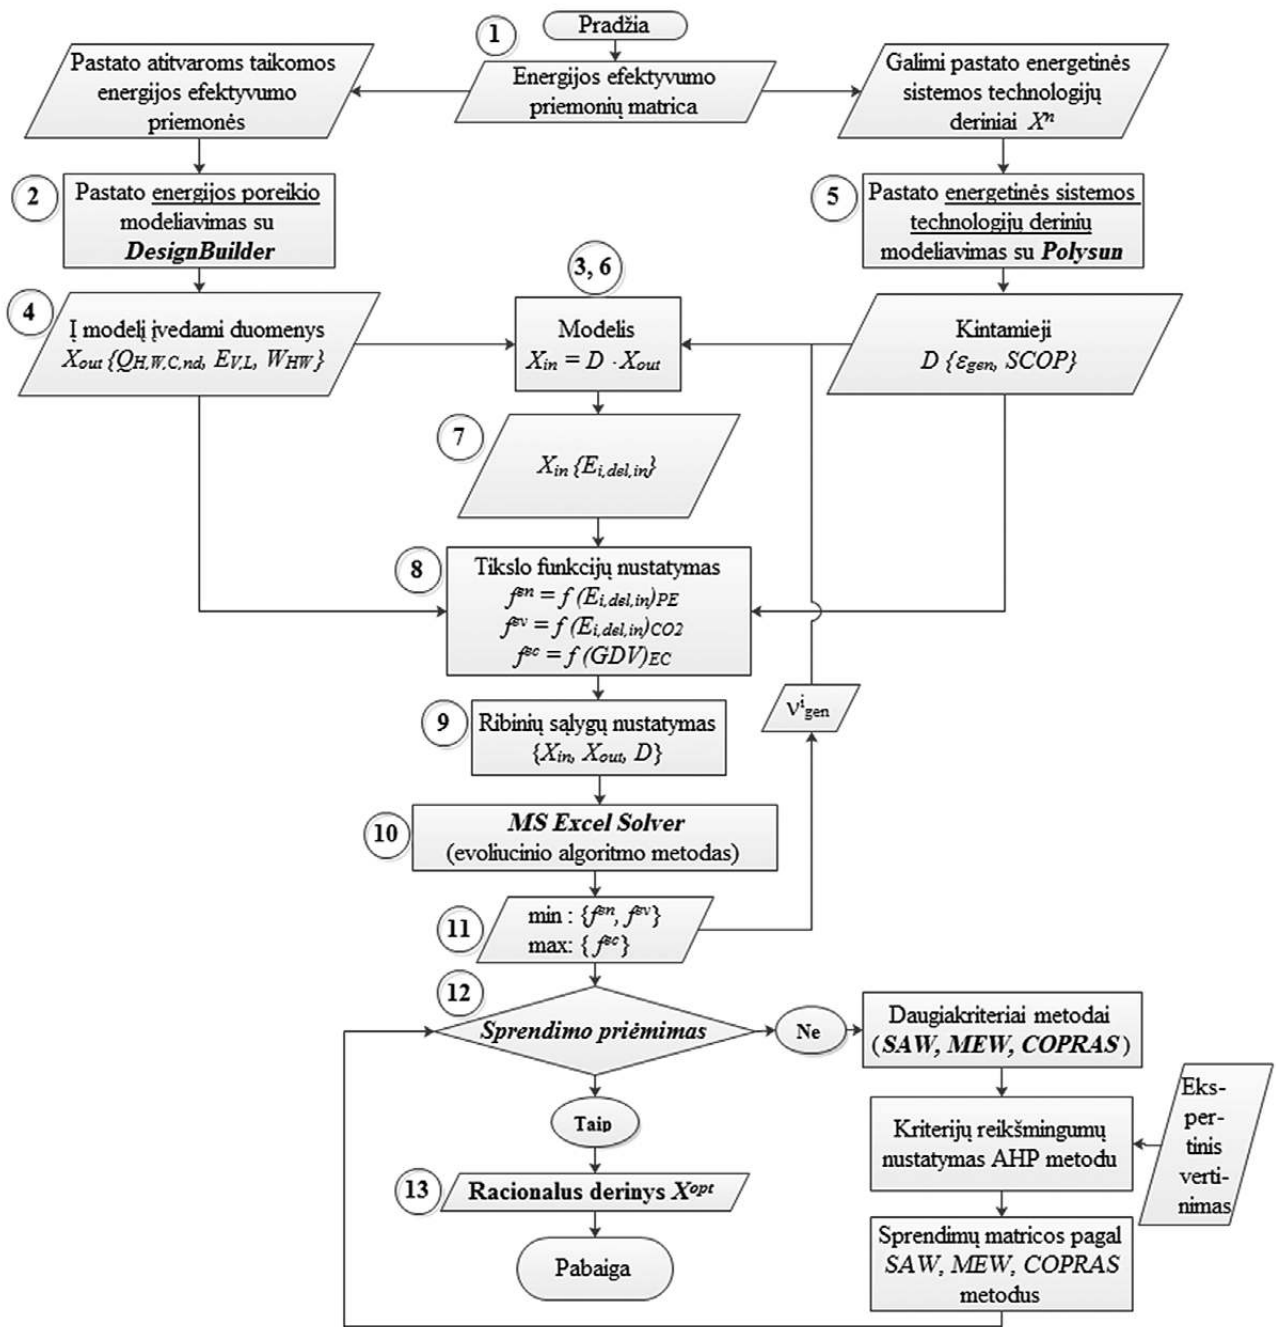 1
Pradžia
Energijos efektyvumo
priemonių matrica
Pastato atitvaroms taikomos
energijos efektyvumo
priemonės
Galimi pastato energetinės
sistemos technologijų
deriniai Xⁿ
2
Pastato energijos poreikio
modeliavimas su
DesignBuilder
5
Pastato energetinės sistemos
technologijų derinių
modeliavimas su Polysun
3, 6
Modelis
X_in = D · X_out
4
Į modelį įvedami duomenys
X_out {Q_H,W,C,nd, E_V,L, W_HW}
Kintamieji
D {ε_gen, SCOP}
7
X_in {E_i,del,in}
8
Tikslo funkcijų nustatymas
f^en = f (E_i,del,in)_PE
f^ev = f (E_i,del,in)_CO2
f^ec = f (GDV)_EC
9
Ribinių sąlygų nustatymas
{X_in, X_out, D}
ν^i_gen
10
MS Excel Solver
(evoliucinio algoritmo metodas)
11
min : {f^en, f^ev}
max: { f^ec}
12
Sprendimo priėmimas
Ne
Daugiakriteriai metodai
(SAW, MEW, COPRAS)
Kriterijų reikšmingumų
nustatymas AHP metodu
Eks-
per-
tinis
verti-
nimas
Taip
13
Racionalus derinys X^opt
Sprendimų matricos pagal
SAW, MEW, COPRAS
metodus
Pabaiga